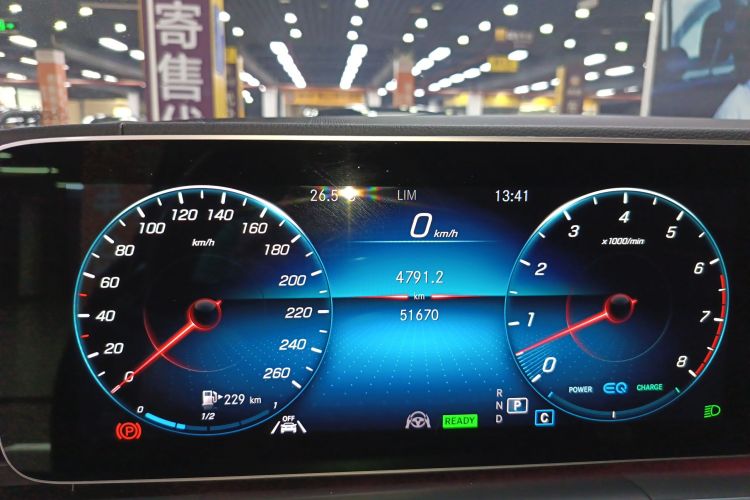 寄售
26.5
LIM
13:41
0 km/h
4791.2
km
51670
km/h
0
20
40
60
80
100
120
140
160
180
200
220
240
260
229 km
0
1/2
1
OFF
READY
R
N
D
P
C
x1000/min
0
1
2
3
4
5
6
7
8
POWER
EQ
CHARGE
(P)